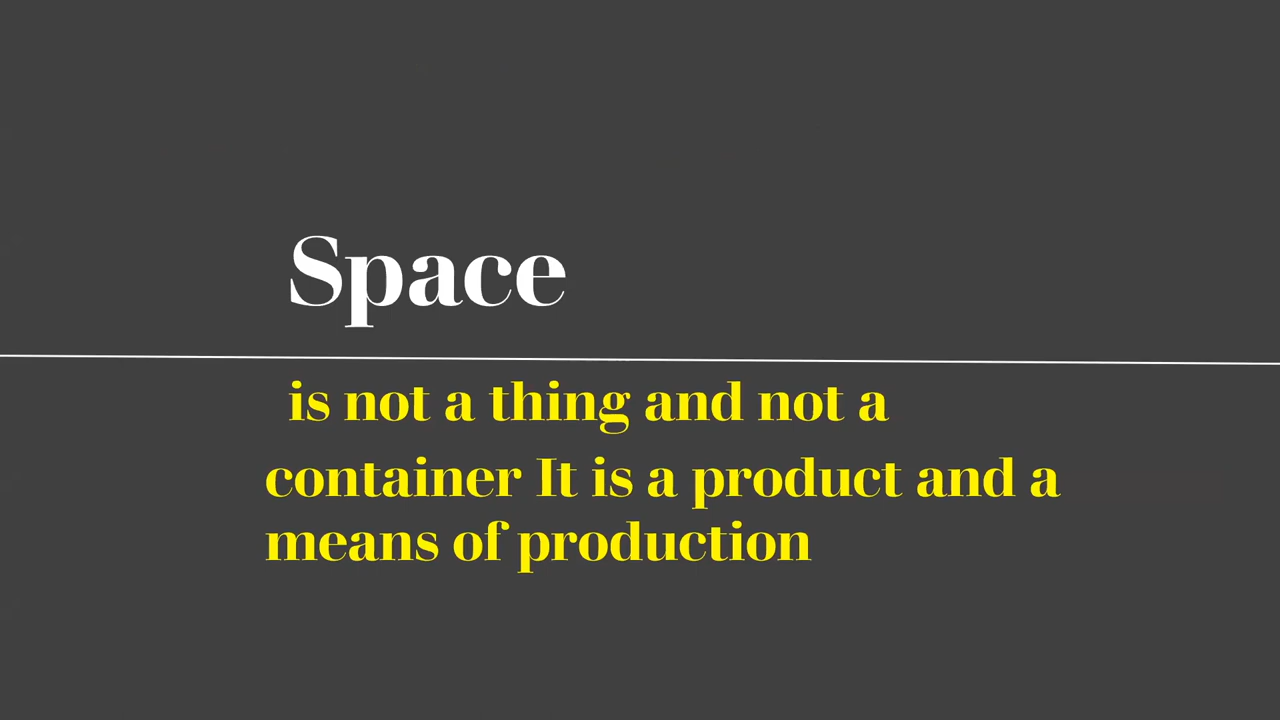 Space
is not a thing and not a
container It is a product and a
means of production